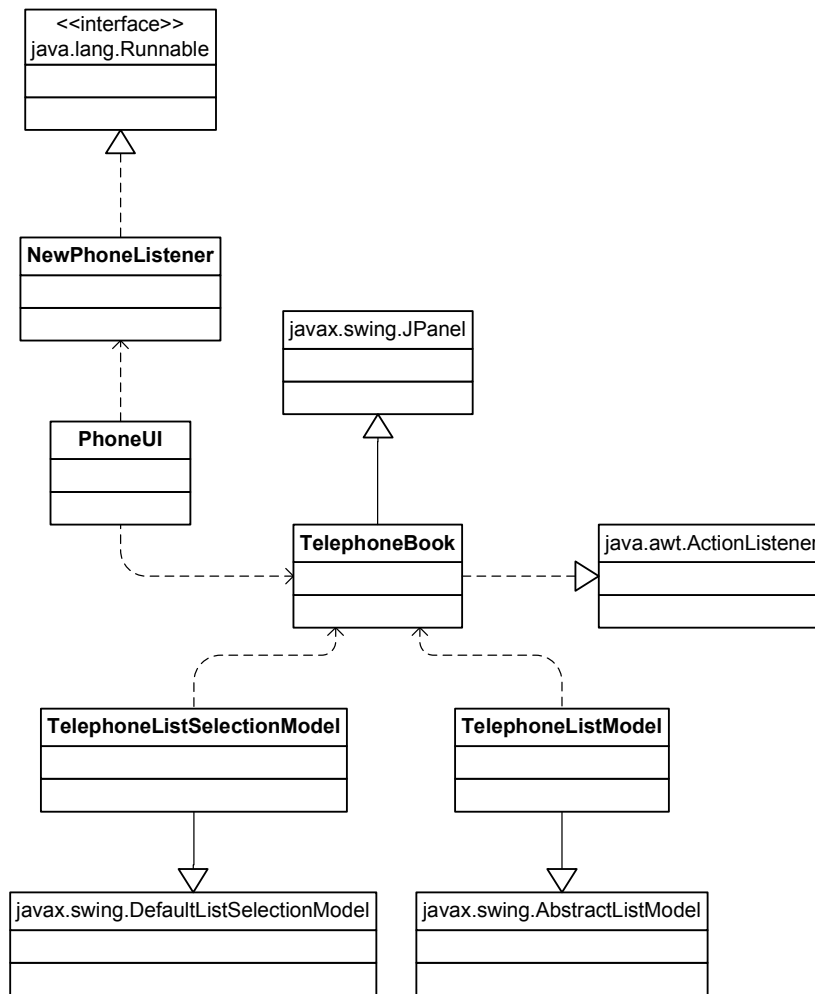 <<interface>>
java.lang.Runnable
NewPhoneListener
javax.swing.JPanel
PhoneUI
TelephoneBook
java.awt.ActionListener
TelephoneListSelectionModel
TelephoneListModel
javax.swing.DefaultListSelectionModel
javax.swing.AbstractListModel